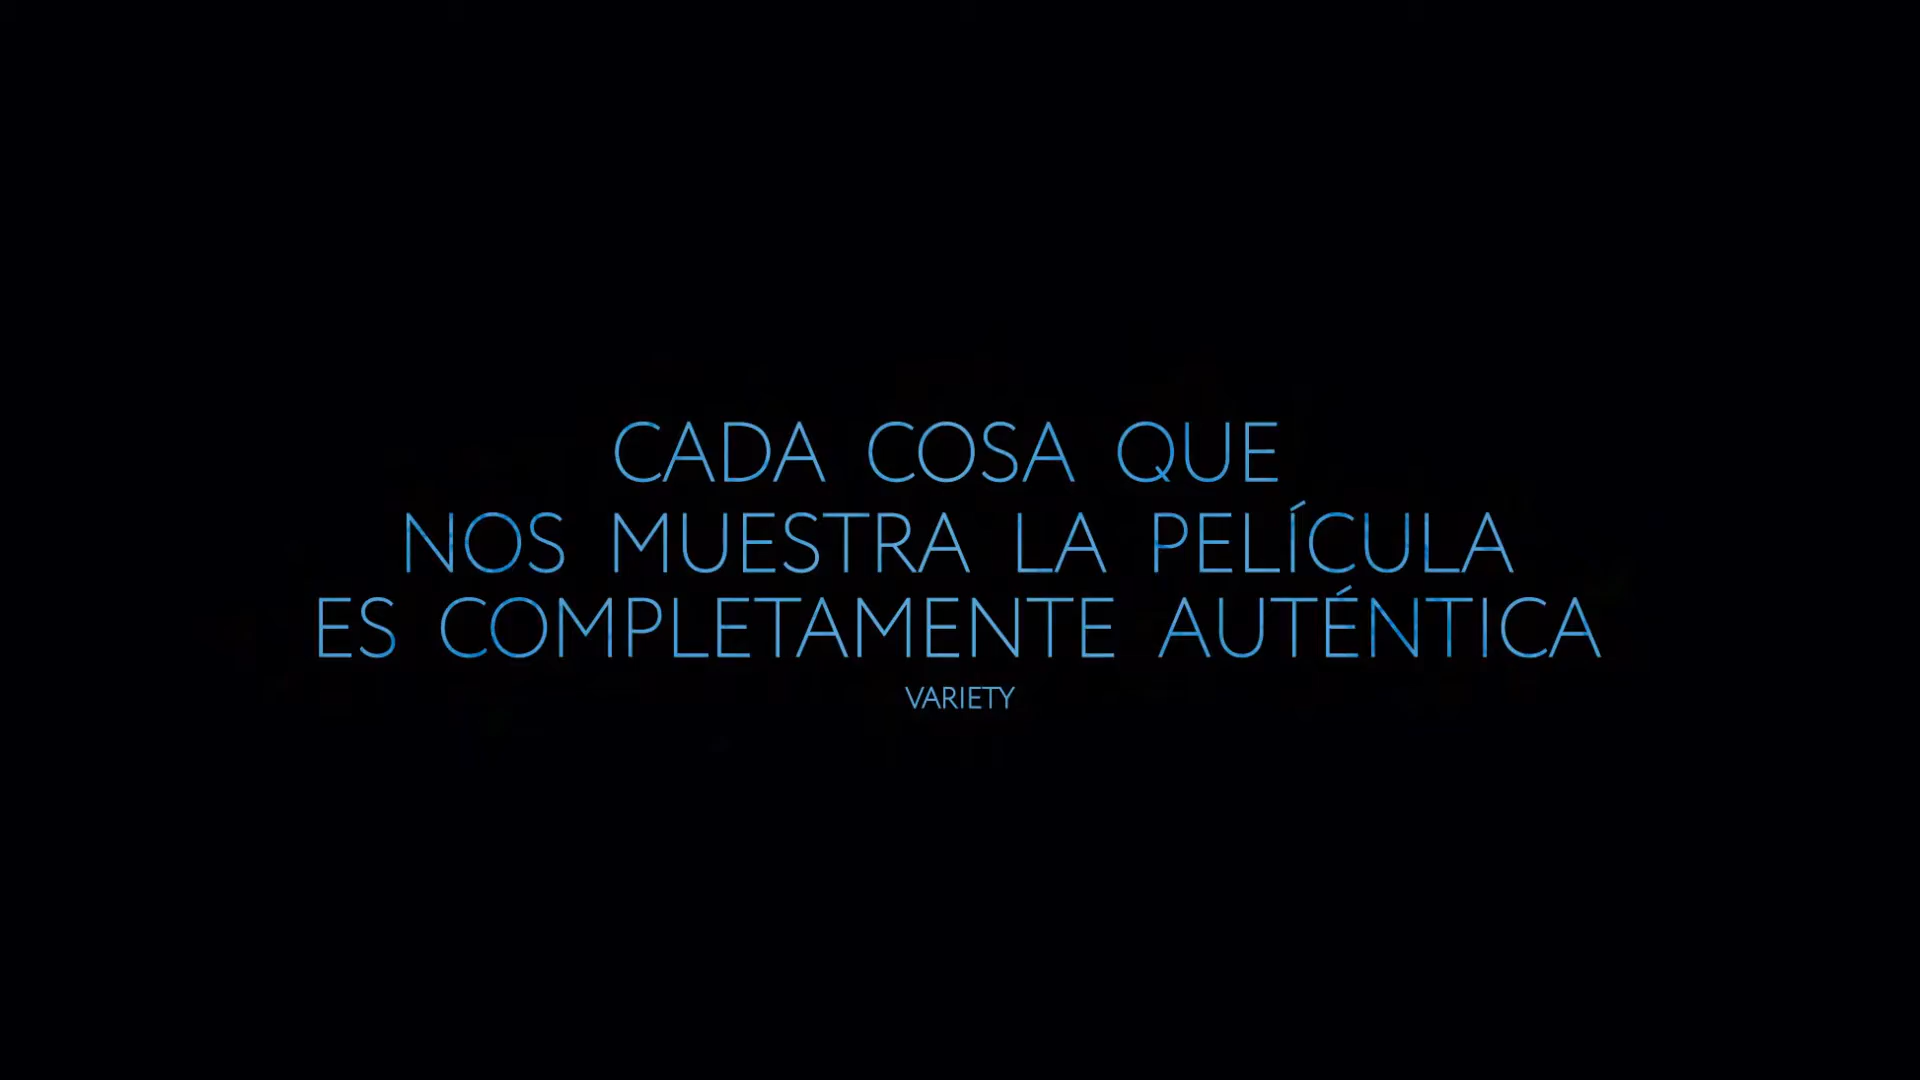 CADA COSA QUE
NOS MUESTRA LA PELÍCULA
ES COMPLETAMENTE AUTÉNTICA
VARIETY